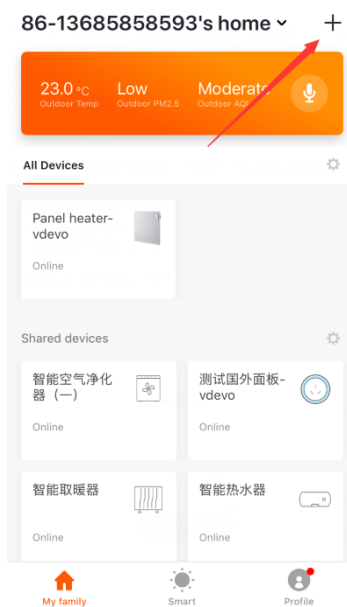 86-13685858593's home
23.0 °C
Low
Moderate
Outdoor Temp
Outdoor PM2.5
Outdoor AQI
All Devices
Panel heater-
vdevo
Online
Shared devices
智能空气净化
器（一）
Online
测试国外面板-
vdevo
Online
智能取暖器
Online
智能热水器
Online
My family
Smart
Profile